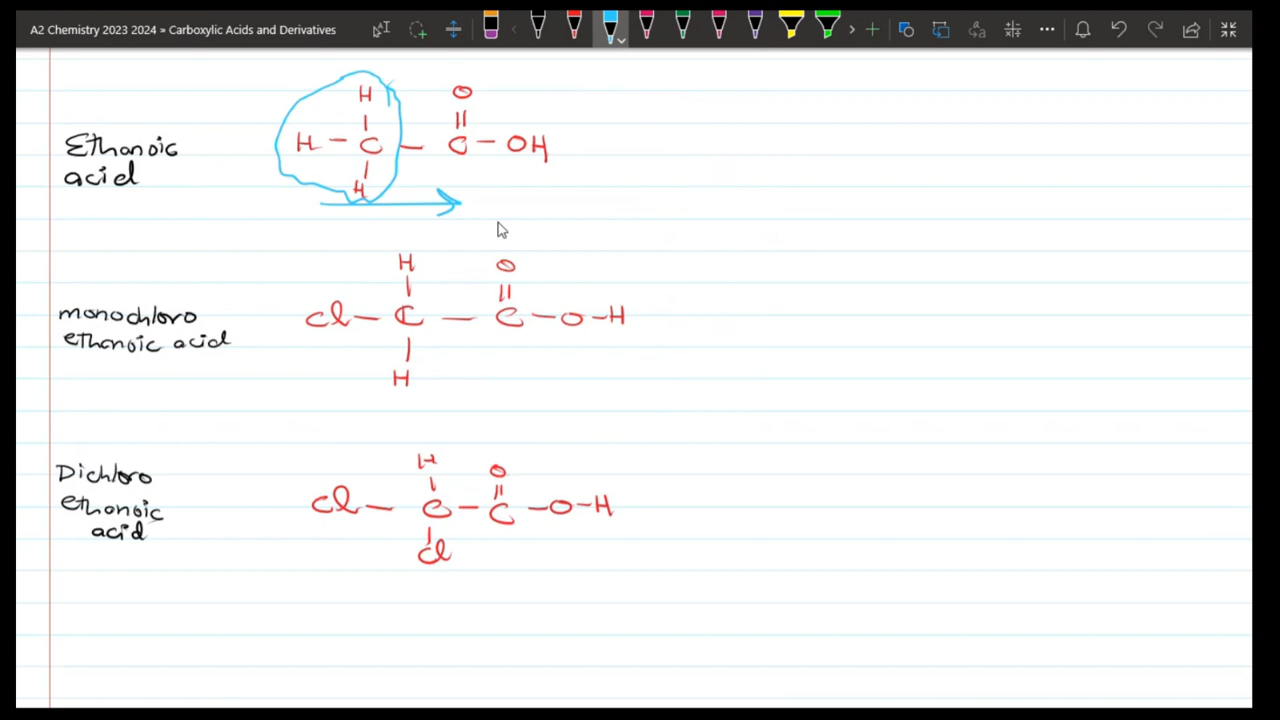 A2 Chemistry 2023 2024 » Carboxylic Acids and Derivatives
H O
Ethanoic
H - C - C - OH
acid
H
H O
monochloro
Cl - C - C - O - H
ethanoic acid
H
H O
Dichloro
Cl - C - C - O - H
ethanoic
acid
Cl